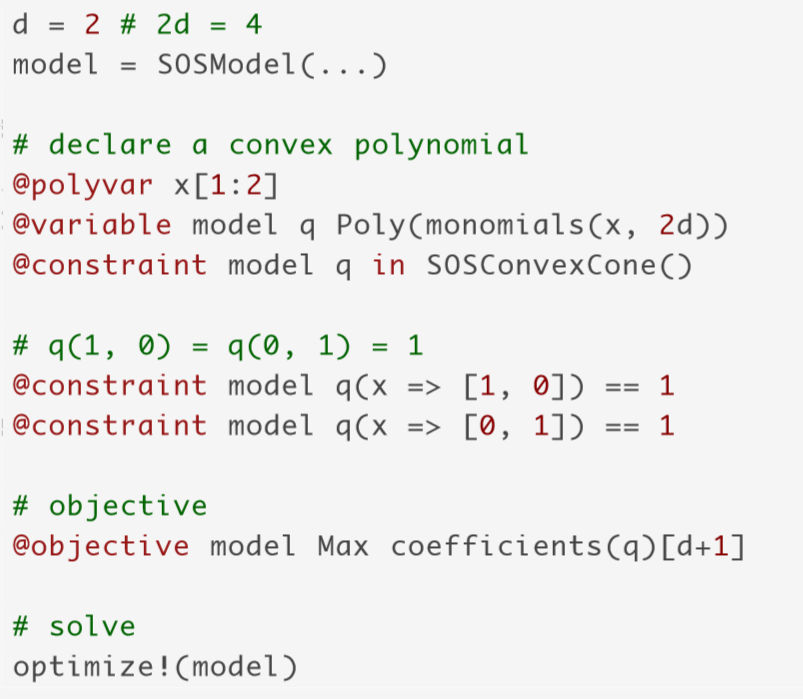 d = 2 # 2d = 4
model = SOSModel(...)
# declare a convex polynomial
@polyvar x[1:2]
@variable model q Poly(monomials(x, 2d))
@constraint model q in SOSConvexCone()
# q(1, 0) = q(0, 1) = 1
@constraint model q(x => [1, 0]) == 1
@constraint model q(x => [0, 1]) == 1
# objective
@objective model Max coefficients(q)[d+1]
# solve
optimize!(model)